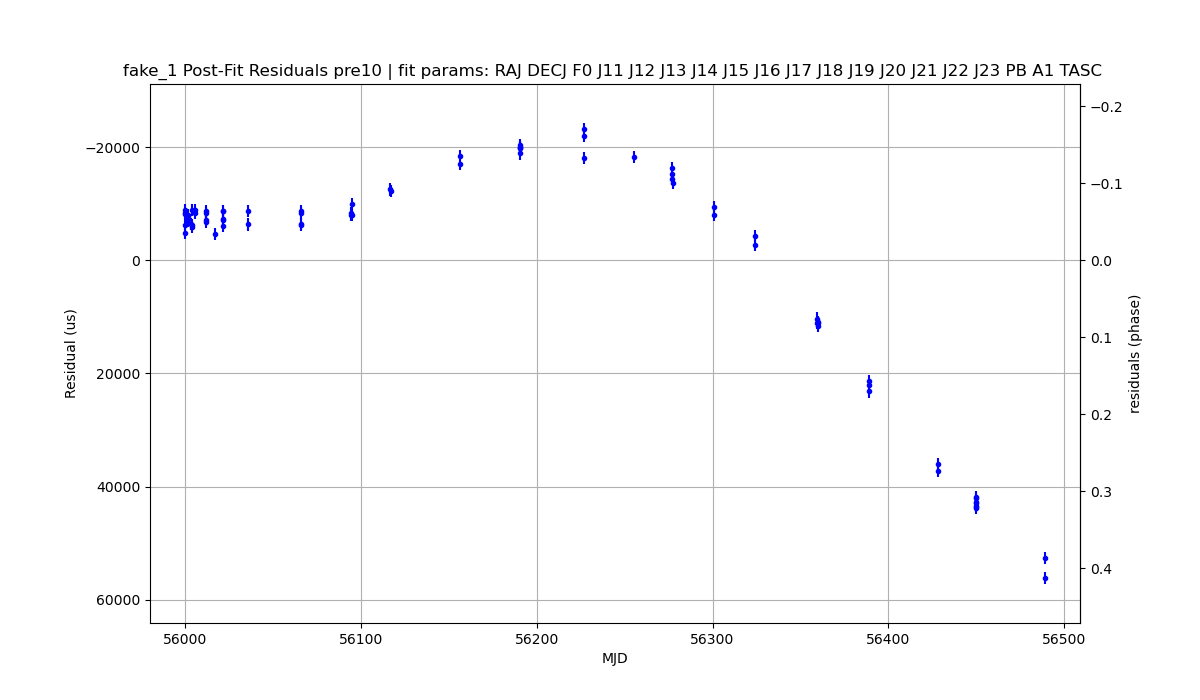 fake_1 Post-Fit Residuals pre10 | fit params: RAJ DECJ F0 J11 J12 J13 J14 J15 J16 J17 J18 J19 J20 J21 J22 J23 PB A1 TASC
−20000
0
20000
40000
60000
Residual (us)
−0.2
−0.1
0.0
0.1
0.2
0.3
0.4
residuals (phase)
56000 56100 56200 56300 56400 56500
MJD